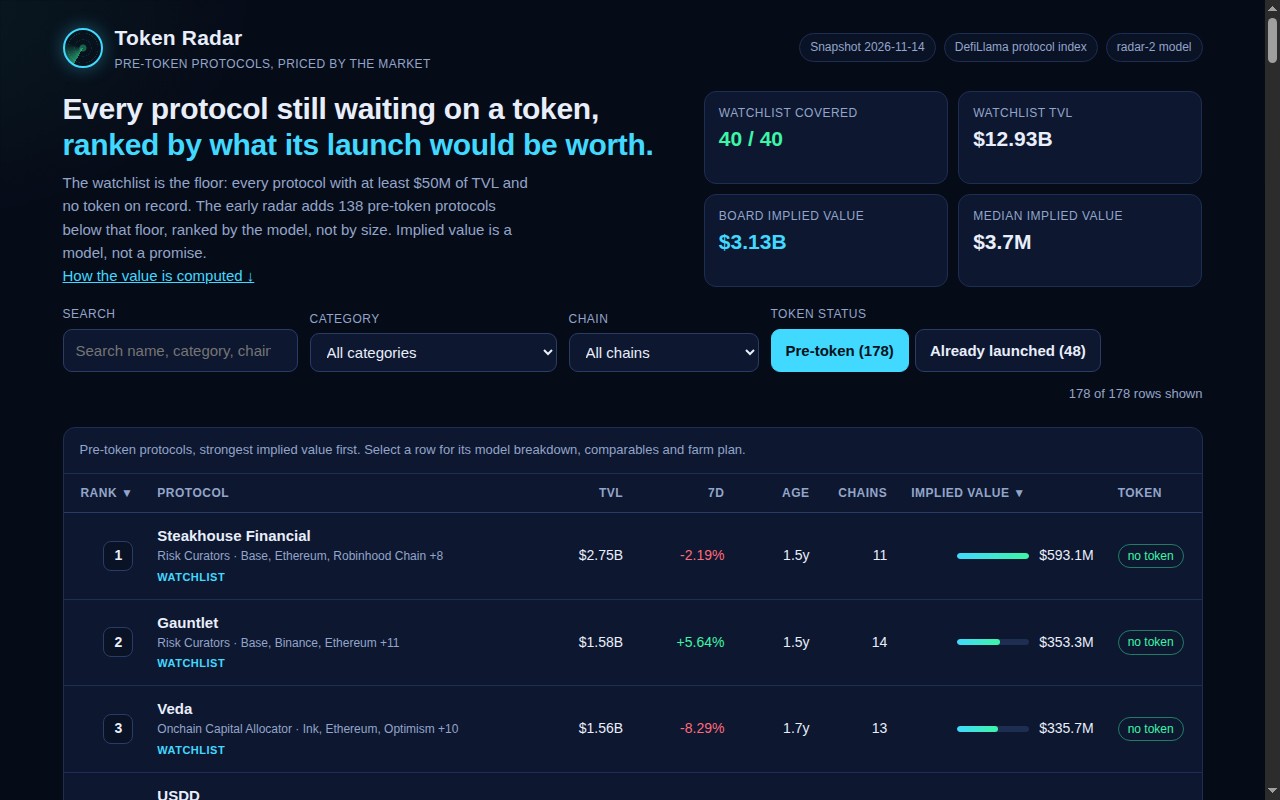 Token Radar
PRE-TOKEN PROTOCOLS, PRICED BY THE MARKET
Snapshot 2026-11-14
DefiLlama protocol index
radar-2 model
Every protocol still waiting on a token,
ranked by what its launch would be worth.
The watchlist is the floor: every protocol with at least $50M of TVL and
no token on record. The early radar adds 138 pre-token protocols
below that floor, ranked by the model, not by size. Implied value is a
model, not a promise.
How the value is computed ↓
WATCHLIST COVERED
40 / 40
WATCHLIST TVL
$12.93B
BOARD IMPLIED VALUE
$3.13B
MEDIAN IMPLIED VALUE
$3.7M
SEARCH
Search name, category, chain
CATEGORY
All categories
CHAIN
All chains
TOKEN STATUS
Pre-token (178)
Already launched (48)
178 of 178 rows shown
Pre-token protocols, strongest implied value first. Select a row for its model breakdown, comparables and farm plan.
RANK ▼ PROTOCOL TVL 7D AGE CHAINS IMPLIED VALUE ▼ TOKEN
1 Steakhouse Financial
Risk Curators · Base, Ethereum, Robinhood Chain +8
WATCHLIST
$2.75B -2.19% 1.5y 11 $593.1M no token
2 Gauntlet
Risk Curators · Base, Binance, Ethereum +11
WATCHLIST
$1.58B +5.64% 1.5y 14 $353.3M no token
3 Veda
Onchain Capital Allocator · Ink, Ethereum, Optimism +10
WATCHLIST
$1.56B -8.29% 1.7y 13 $335.7M no token
USDD